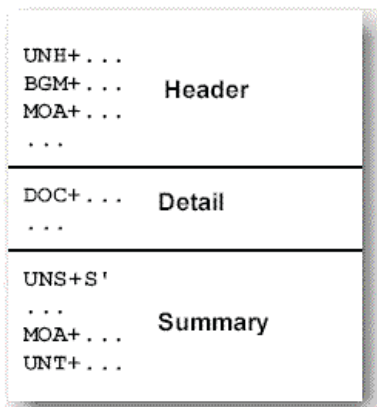 UNH+...
BGM+... Header
MOA+...
...
DOC+... Detail
...
UNS+S'
...
MOA+... Summary
UNT+...